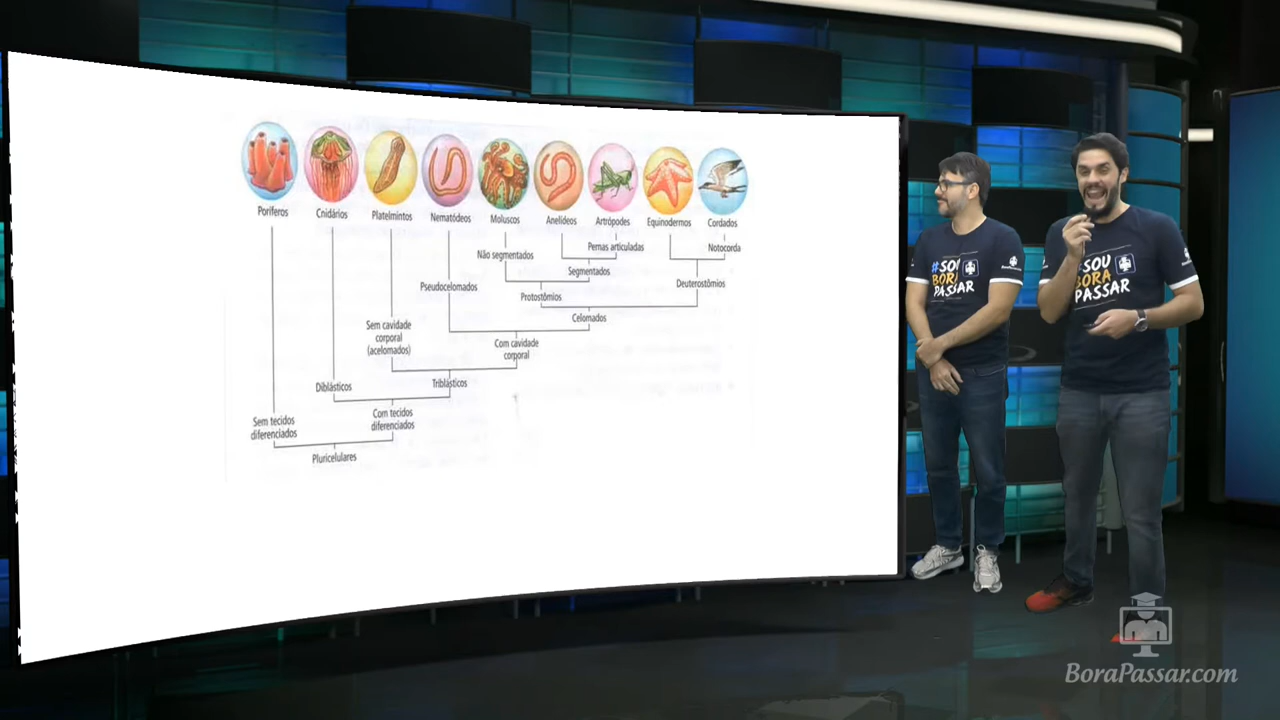 Poríferos
Cnidários
Platelmintos
Nematódeos
Moluscos
Anelídeos
Artrópodes
Equinodermos
Cordados
Pernas articuladas
Notocorda
Não segmentados
Segmentados
Pseudocelomados
Deuterostômios
Protostômios
Celomados
Sem cavidade
corporal
(acelomados)
Com cavidade
corporal
Diblásticos
Triblásticos
Sem tecidos
diferenciados
Com tecidos
diferenciados
Pluricelulares
#SOU
BORA
PASSAR
#SOU
BORA
PASSAR
BoraPassar.com